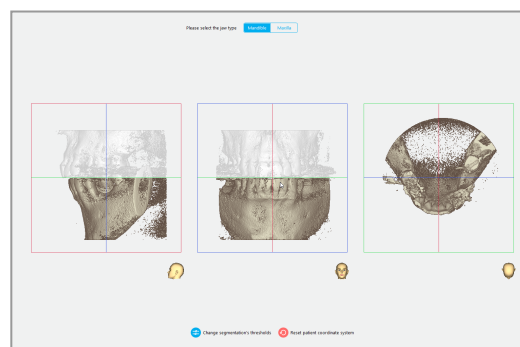 Please select the jaw type
Mandible
Maxilla
Change segmentation's thresholds
Reset patient coordinate system